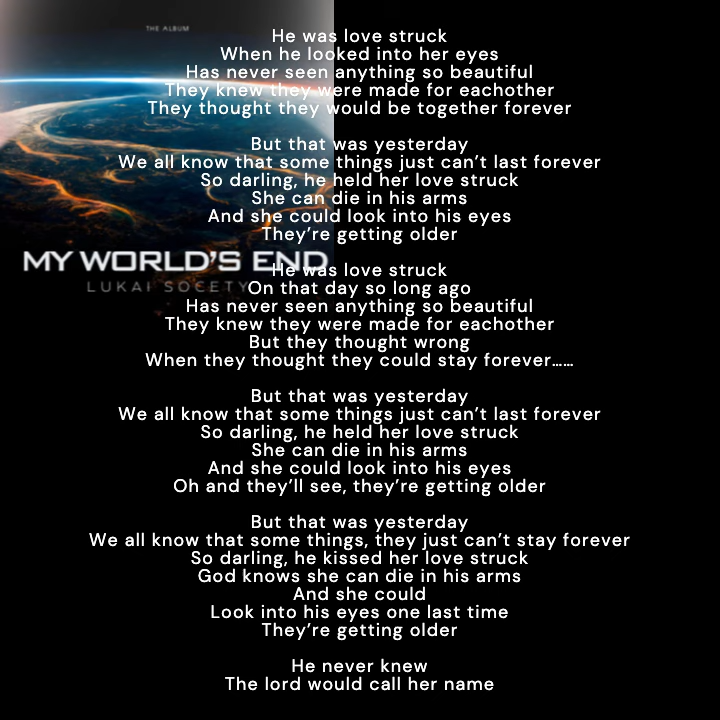 THE ALBUM
He was love struck
When he looked into her eyes
Has never seen anything so beautiful
They knew they were made for eachother
They thought they would be together forever
But that was yesterday
We all know that some things just can’t last forever
So darling, he held her love struck
She can die in his arms
And she could look into his eyes
They’re getting older
MY WORLD'S END
LUKAI SOCETY
He was love struck
On that day so long ago
Has never seen anything so beautiful
They knew they were made for eachother
But they thought wrong
When they thought they could stay forever......
But that was yesterday
We all know that some things just can’t last forever
So darling, he held her love struck
She can die in his arms
And she could look into his eyes
Oh and they’ll see, they’re getting older
But that was yesterday
We all know that some things, they just can’t stay forever
So darling, he kissed her love struck
God knows she can die in his arms
And she could
Look into his eyes one last time
They’re getting older
He never knew
The lord would call her name